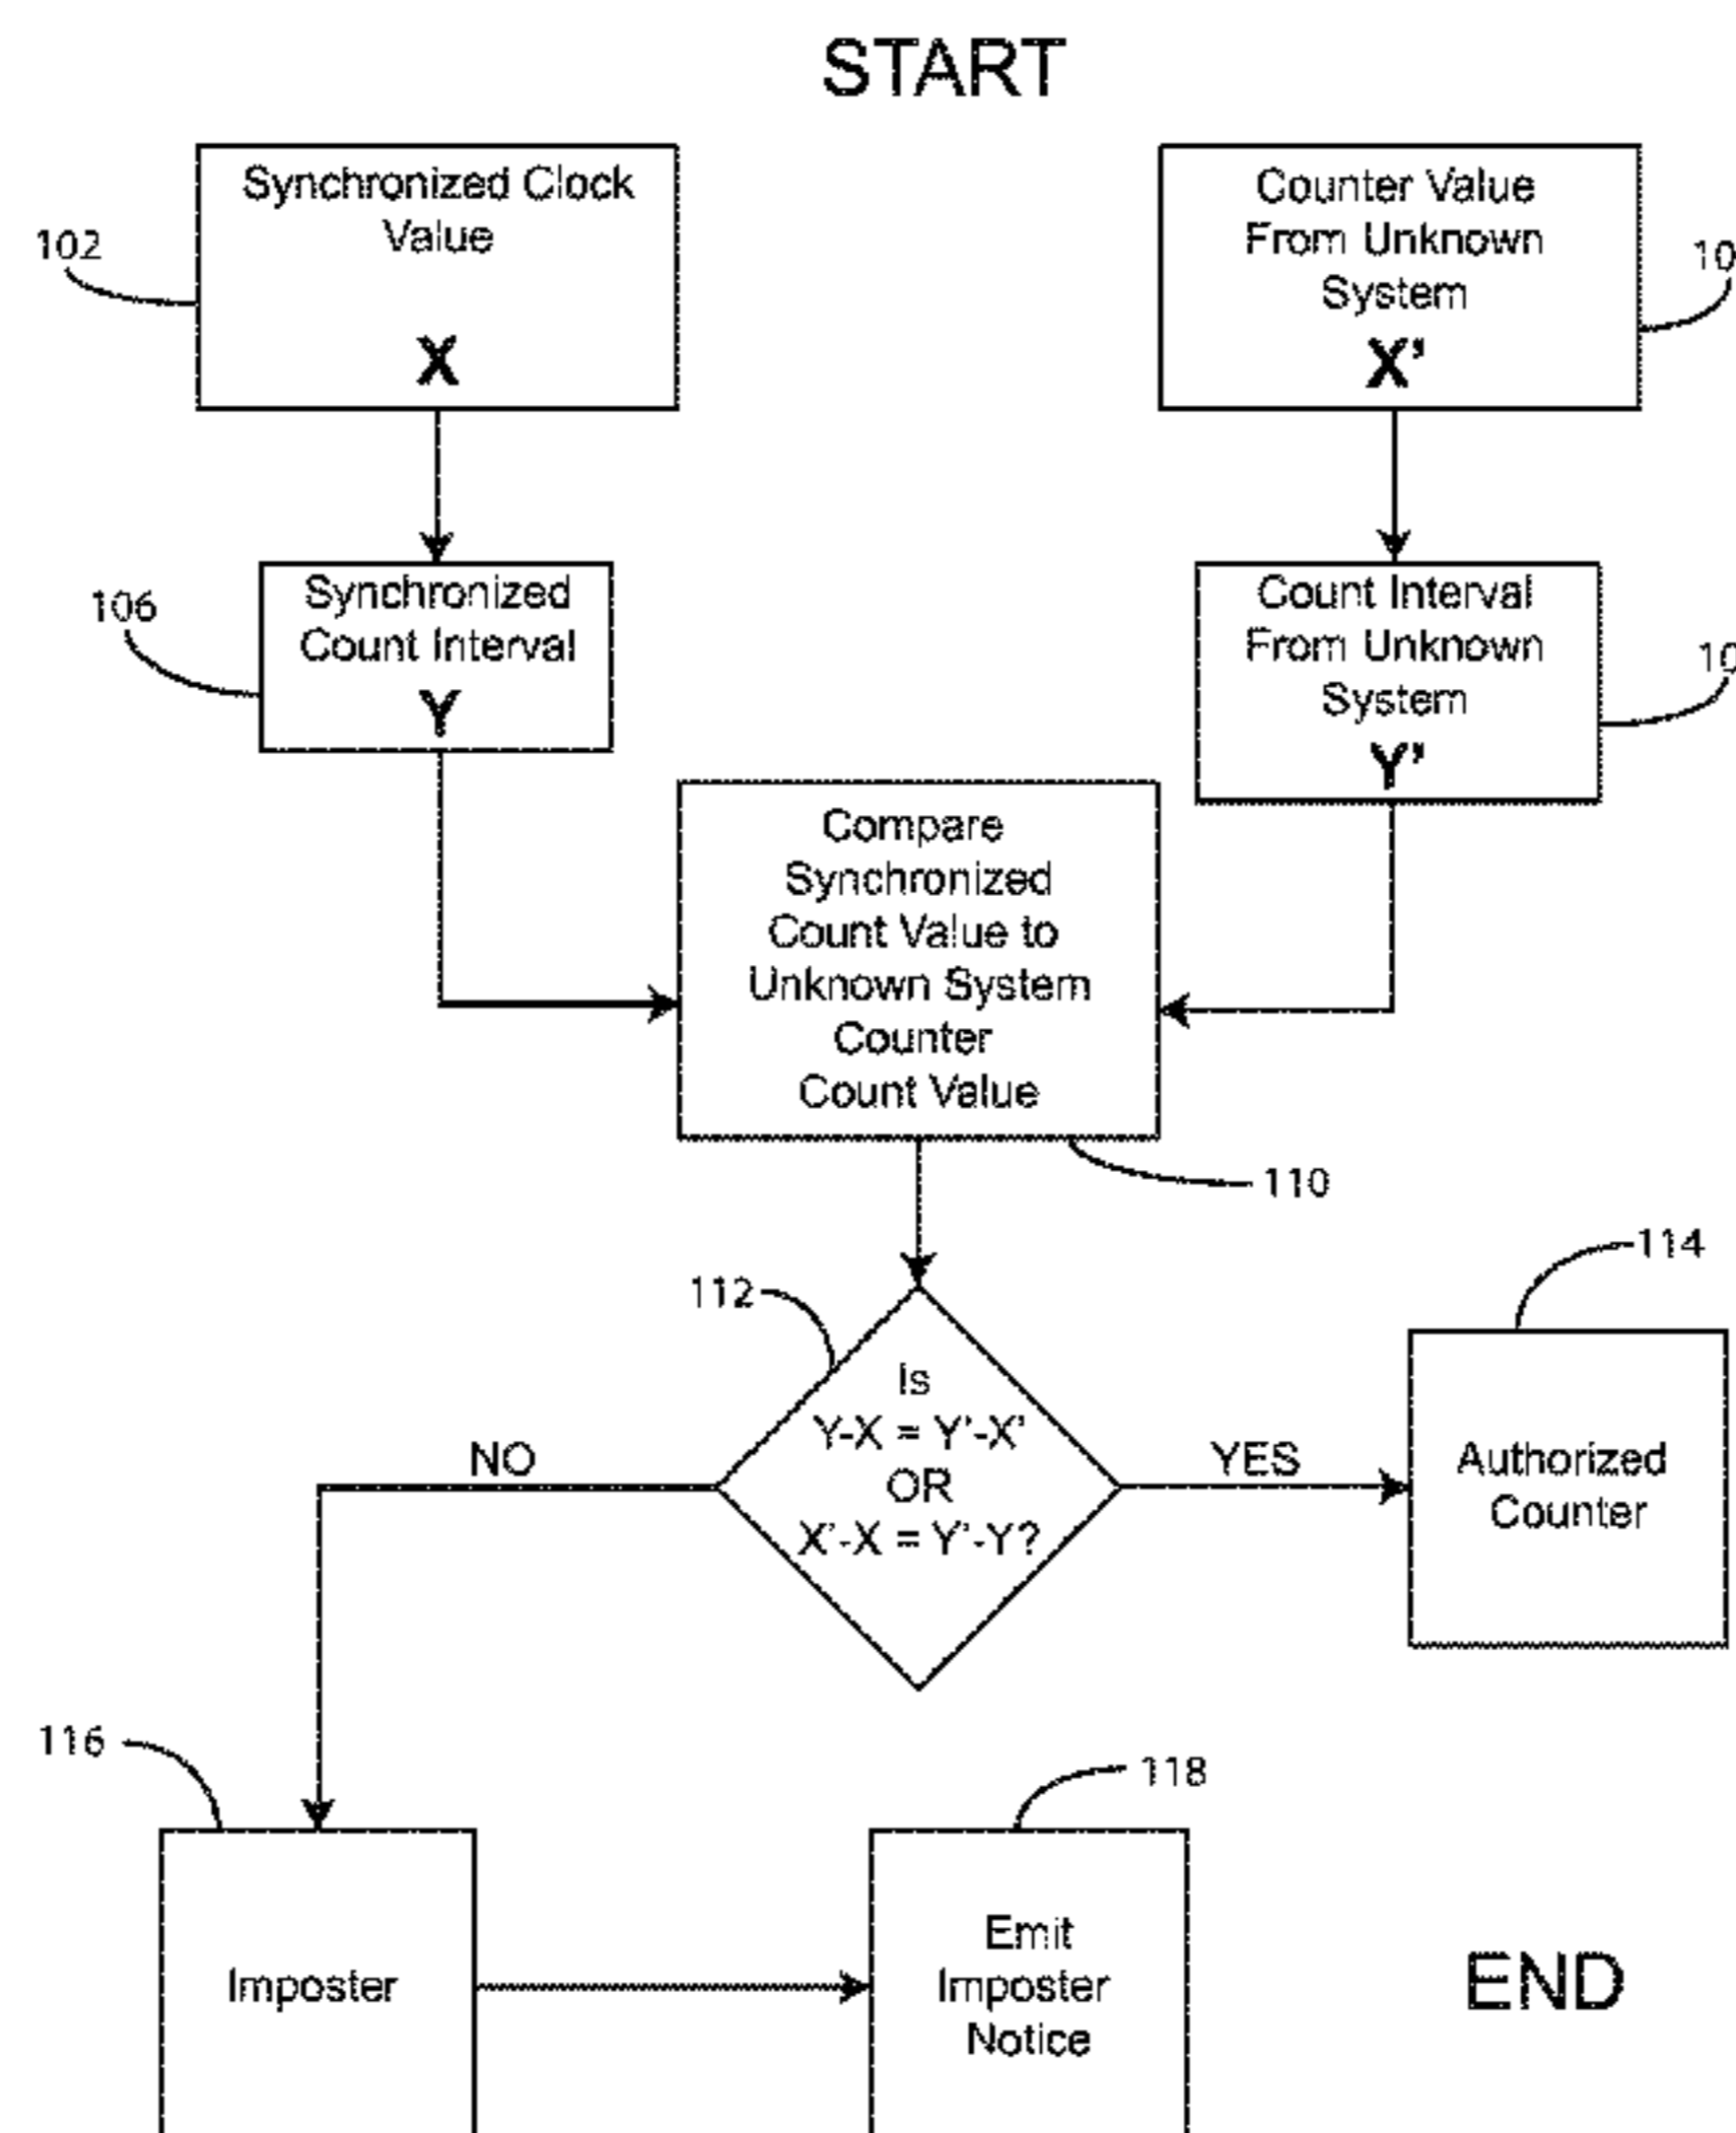 START
Synchronized Clock
Value
X
102
Counter Value
From Unknown
System
X'
10
106
Synchronized
Count Interval
Y
Count Interval
From Unknown
System
Y'
10
Compare
Synchronized
Count Value to
Unknown System
Counter
Count Value
110
112
Is
Y-X = Y'-X'
OR
X'-X = Y'-Y?
NO
YES
114
Authorized
Counter
116
Imposter
118
Emit
Imposter
Notice
END